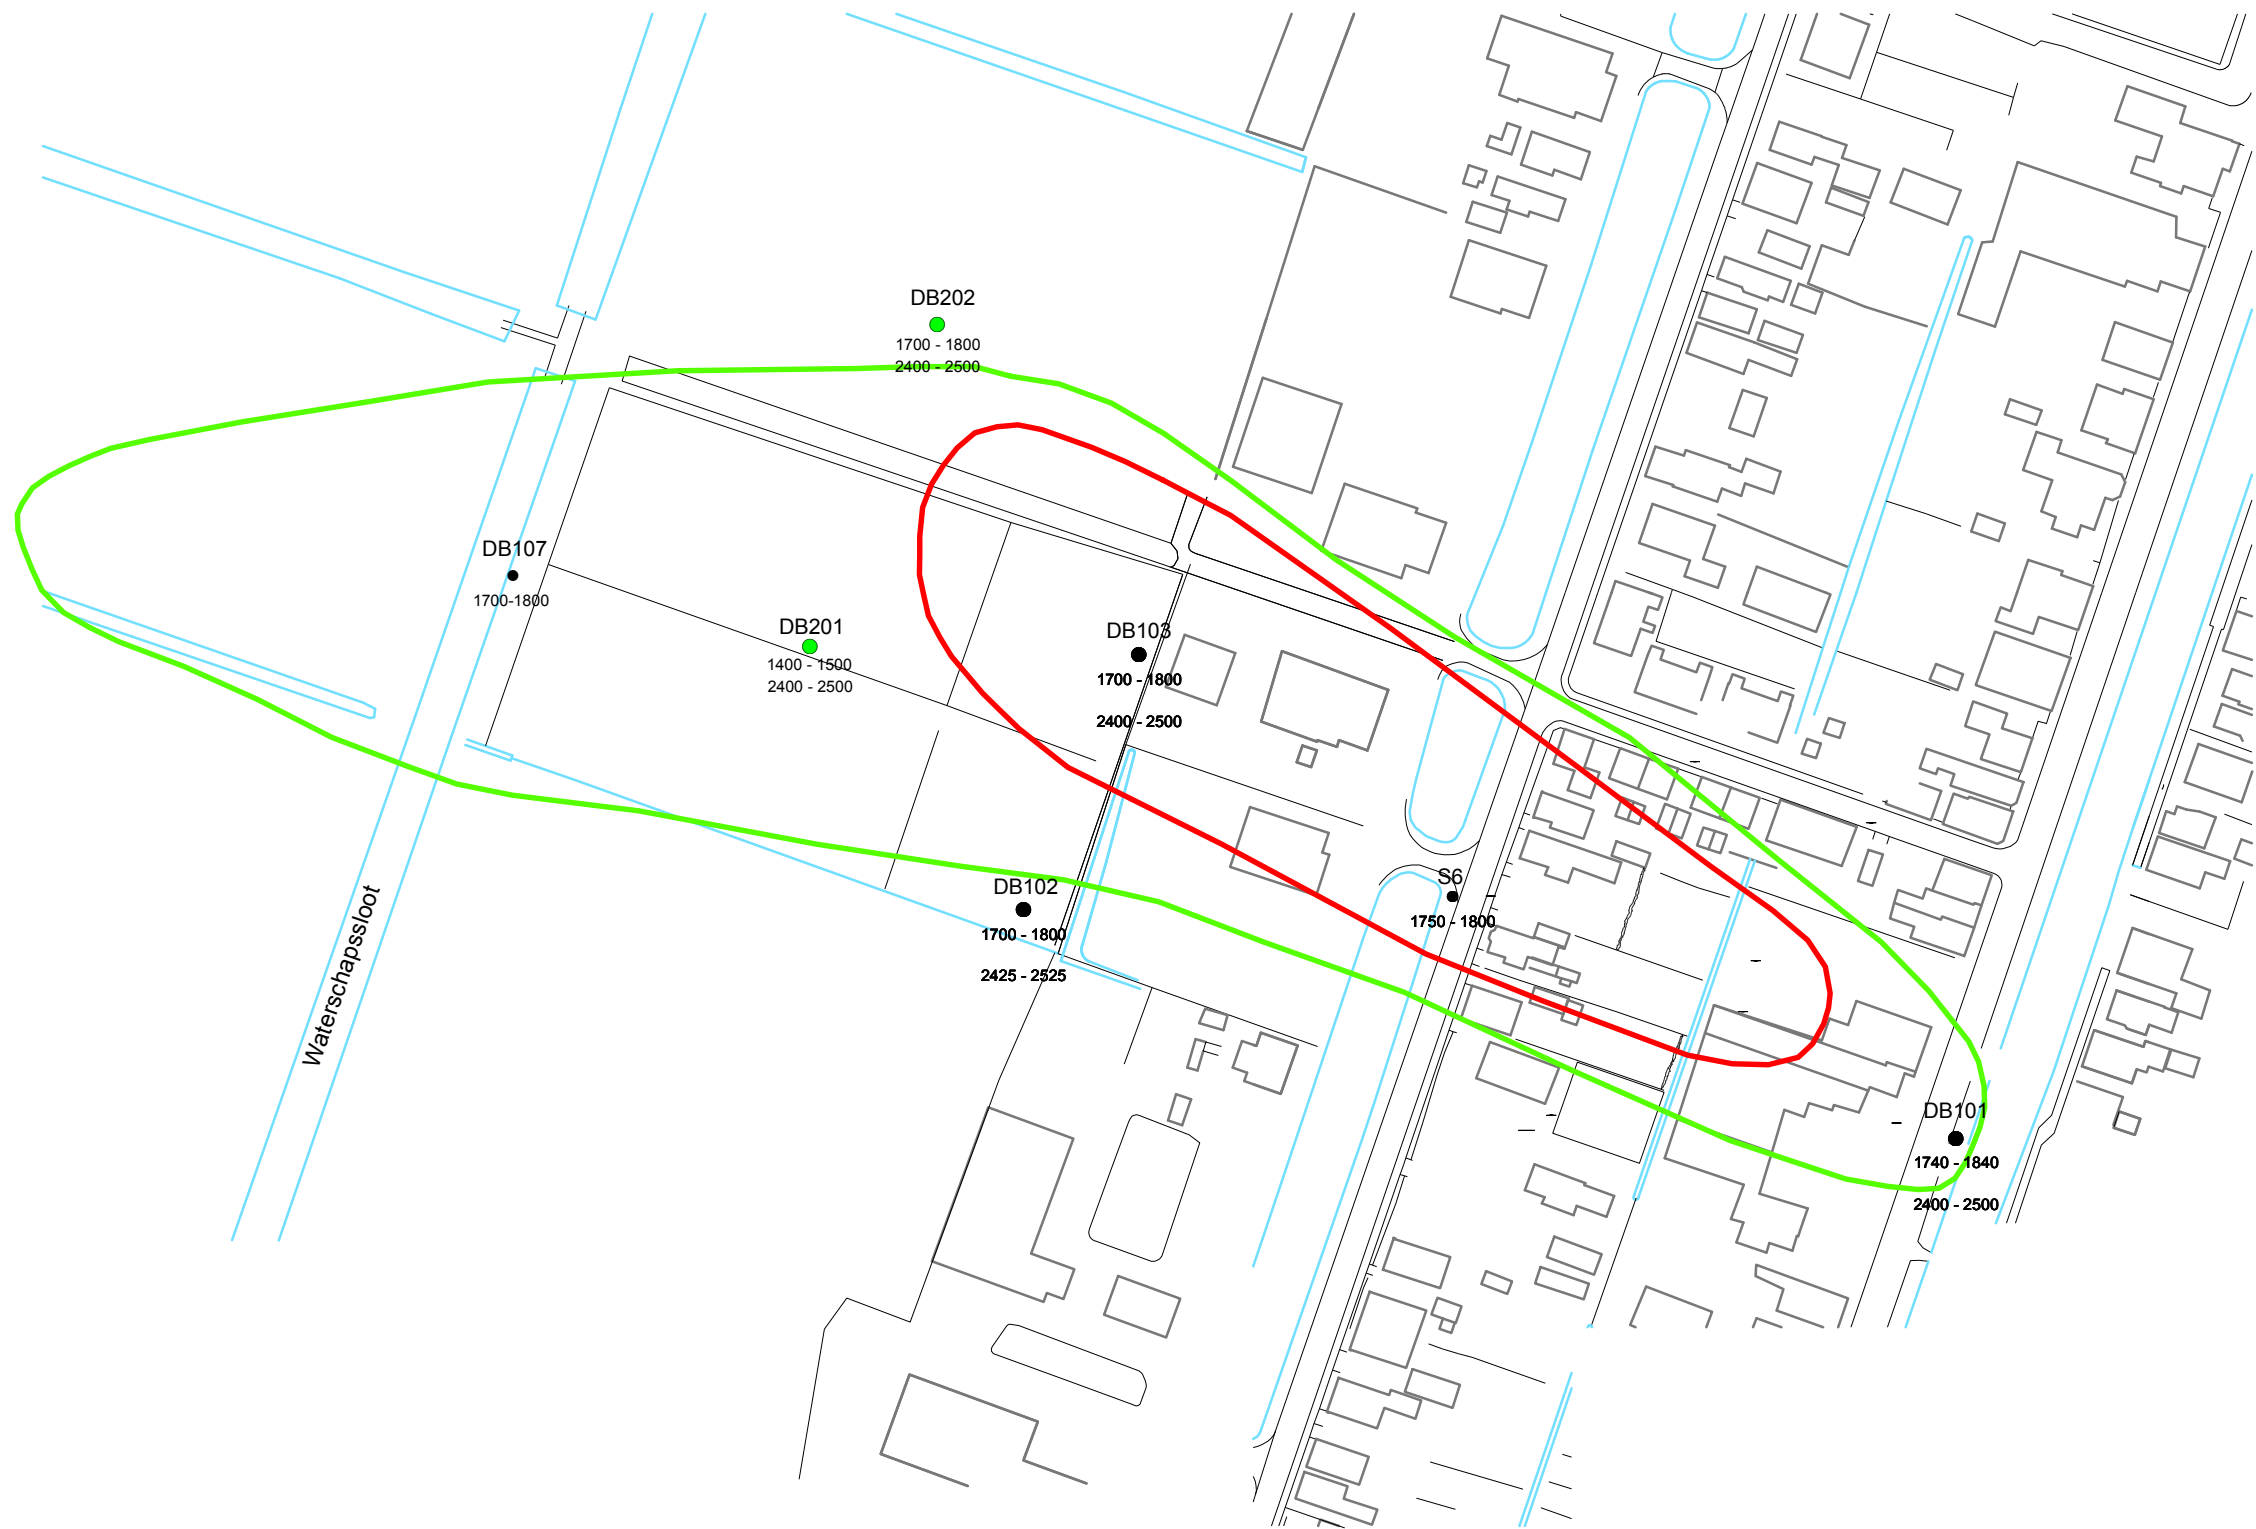 DB202
1700 - 1800
2400 - 2500
DB107
1700-1800
DB201
1400 - 1500
2400 - 2500
DB103
1700 - 1800
2400 - 2500
S6
1750 - 1800
DB102
1700 - 1800
2425 - 2525
Waterschapssloot
DB101
1740 - 1840
2400 - 2500